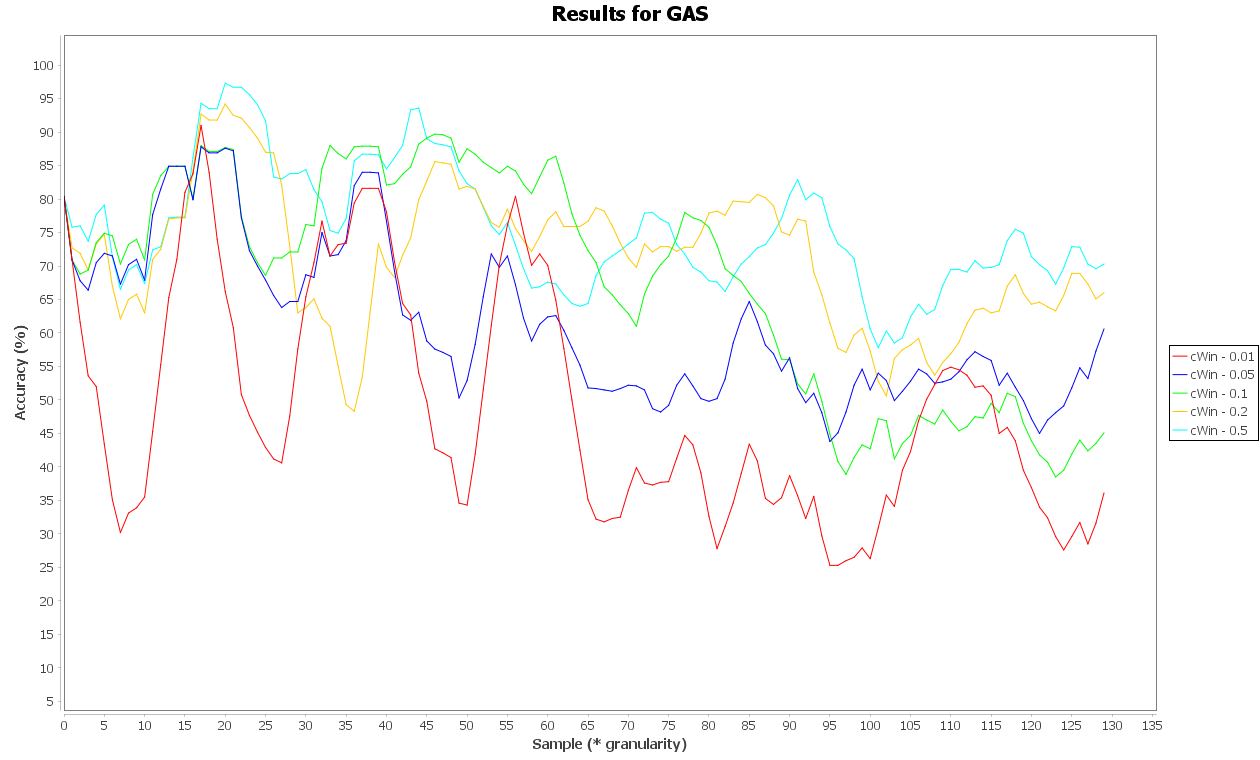 Results for GAS
Accuracy (%)
100
95
90
85
80
75
70
65
60
55
50
45
40
35
30
25
20
15
10
5
0 5 10 15 20 25 30 35 40 45 50 55 60 65 70 75 80 85 90 95 100 105 110 115 120 125 130 135
Sample (* granularity)
cWin - 0.01
cWin - 0.05
cWin - 0.1
cWin - 0.2
cWin - 0.5